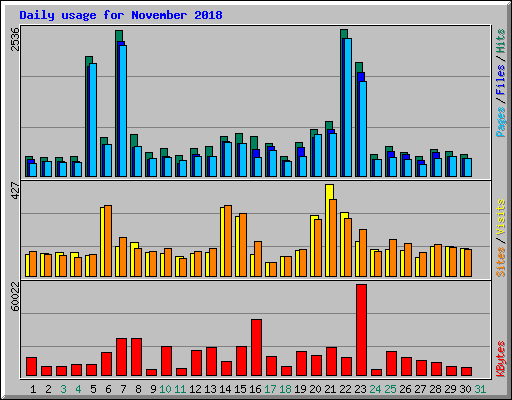 Daily usage for November 2018
2536
Pages / Files / Hits
427
Sites / Visits
60022
KBytes
1 2 3 4 5 6 7 8 9 10 11 12 13 14 15 16 17 18 19 20 21 22 23 24 25 26 27 28 29 30 31